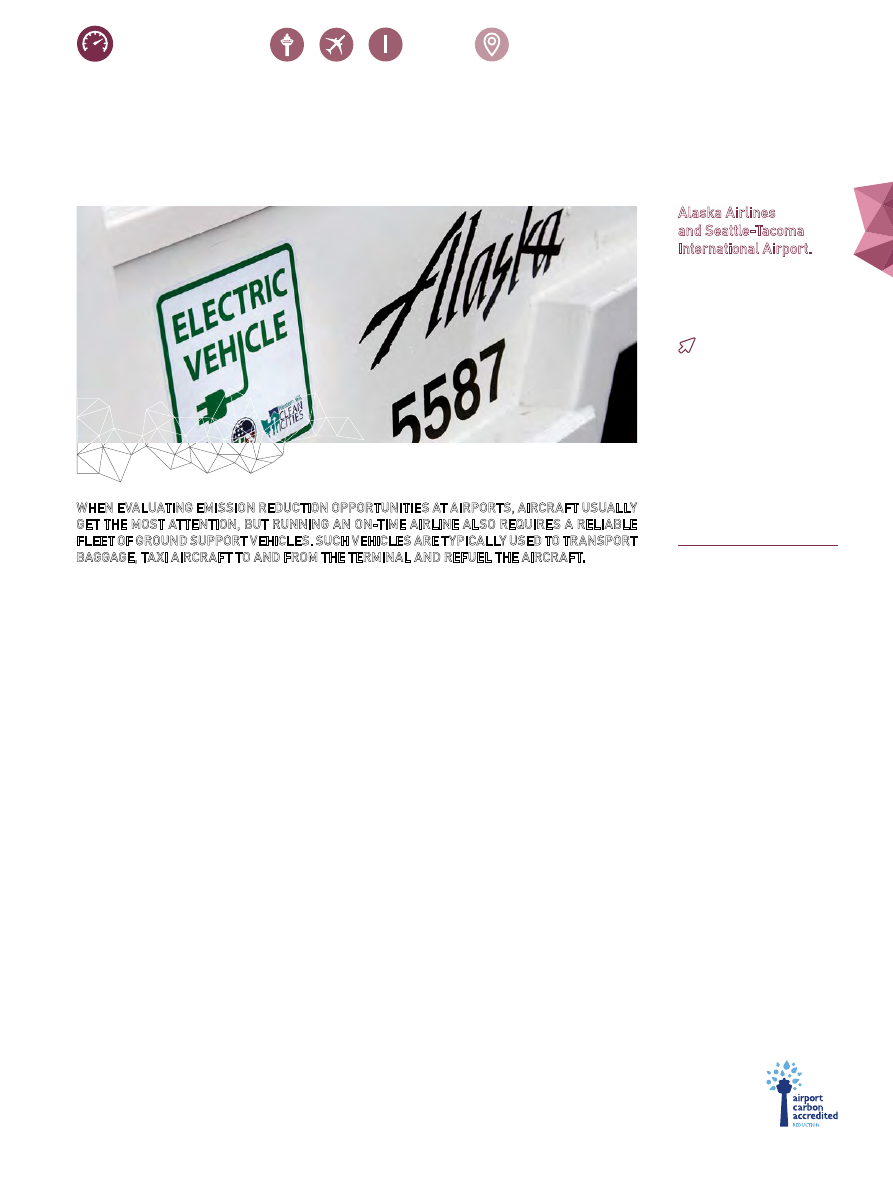 Alaska Airlines
and Seattle-Tacoma
International Airport.
ELECTRIC
VEHICLE
CLEAN
CITIES
Alaska
5587
WHEN EVALUATING EMISSION REDUCTION OPPORTUNITIES AT AIRPORTS, AIRCRAFT USUALLY
GET THE MOST ATTENTION, BUT RUNNING AN ON-TIME AIRLINE ALSO REQUIRES A RELIABLE
FLEET OF GROUND SUPPORT VEHICLES. SUCH VEHICLES ARE TYPICALLY USED TO TRANSPORT
BAGGAGE, TAXI AIRCRAFT TO AND FROM THE TERMINAL AND REFUEL THE AIRCRAFT.
airport
carbon
accredited
REDUCTION